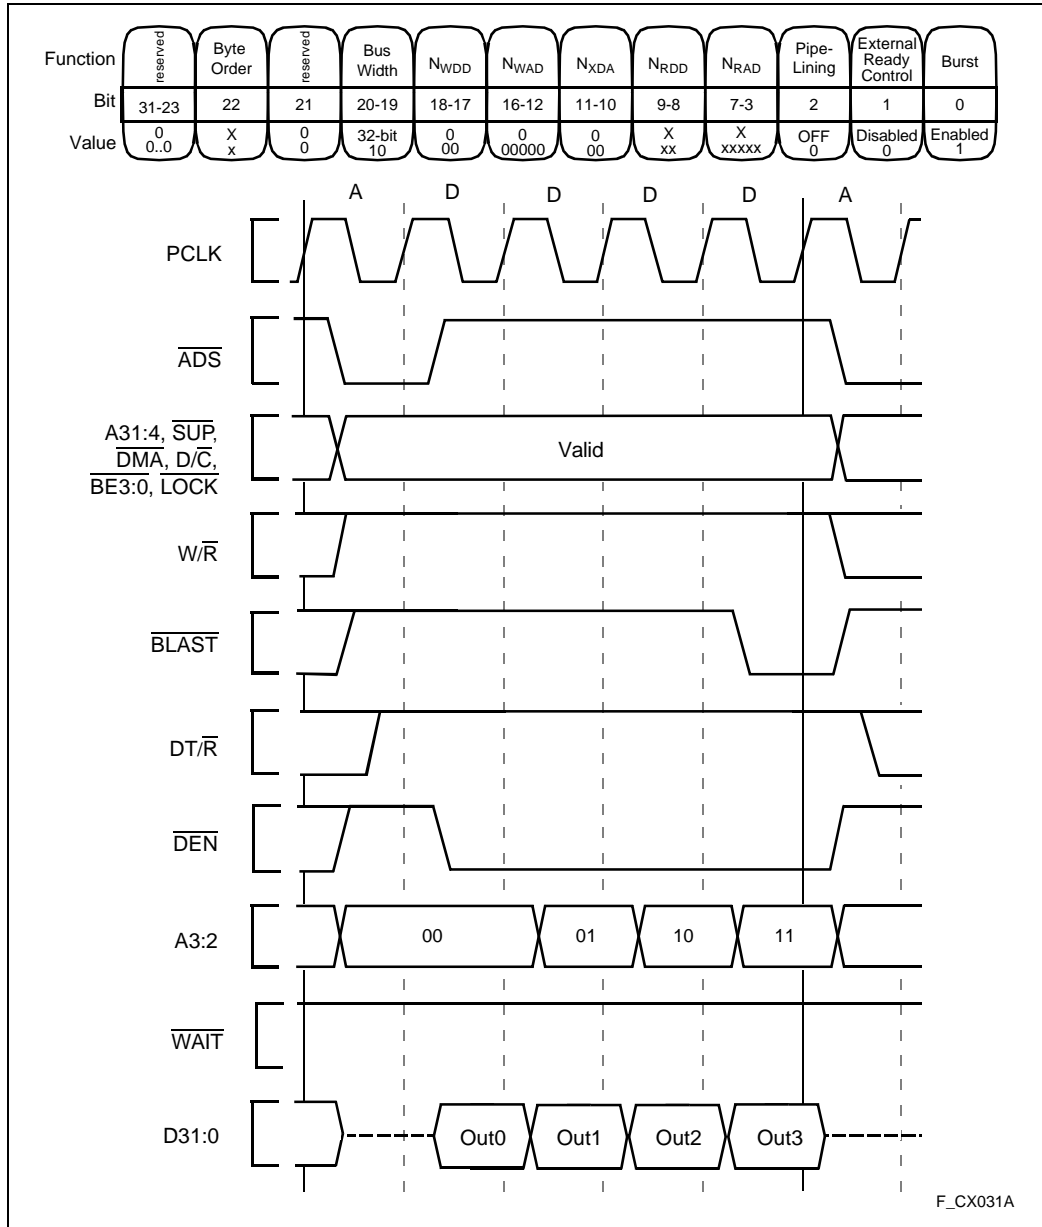 Function reserved Byte Order reserved Bus Width NWDD NWAD NXDA NRDD NRAD Pipe-Lining External Ready Control Burst
Bit 31-23 22 21 20-19 18-17 16-12 11-10 9-8 7-3 2 1 0
Value 0 X 0 32-bit 0 0 0 X X OFF Disabled Enabled
0..0 x 0 10 00 00000 00 xx xxxxx 0 0 1
A D D D D A
PCLK
ADS
A31:4, SUP,
DMA, D/C,
BE3:0, LOCK
Valid
W/R
BLAST
DT/R
DEN
A3:2 00 01 10 11
WAIT
D31:0 Out0 Out1 Out2 Out3
F_CX031A